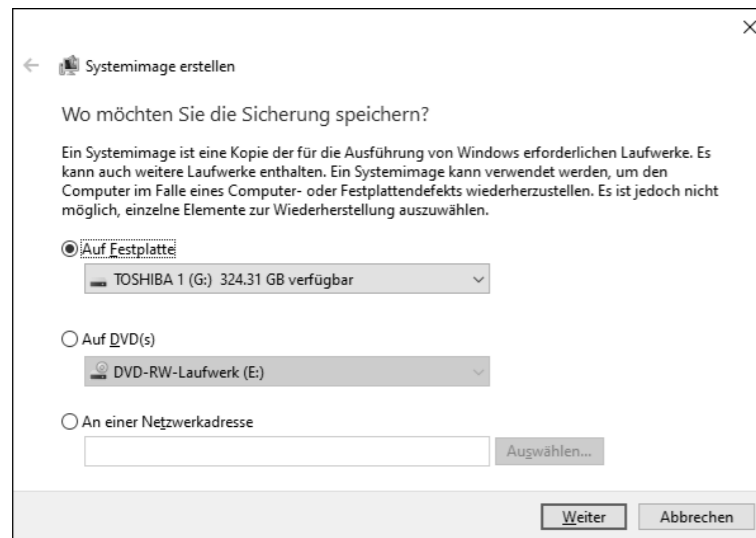 Systemimage erstellen
Wo möchten Sie die Sicherung speichern?
Ein Systemimage ist eine Kopie der für die Ausführung von Windows erforderlichen Laufwerke. Es
kann auch weitere Laufwerke enthalten. Ein Systemimage kann verwendet werden, um den
Computer im Falle eines Computer- oder Festplattendefekts wiederherzustellen. Es ist jedoch nicht
möglich, einzelne Elemente zur Wiederherstellung auszuwählen.
Auf Festplatte
TOSHIBA 1 (G:) 324.31 GB verfügbar
Auf DVD(s)
DVD-RW-Laufwerk (E:)
An einer Netzwerkadresse
Auswählen...
Weiter Abbrechen